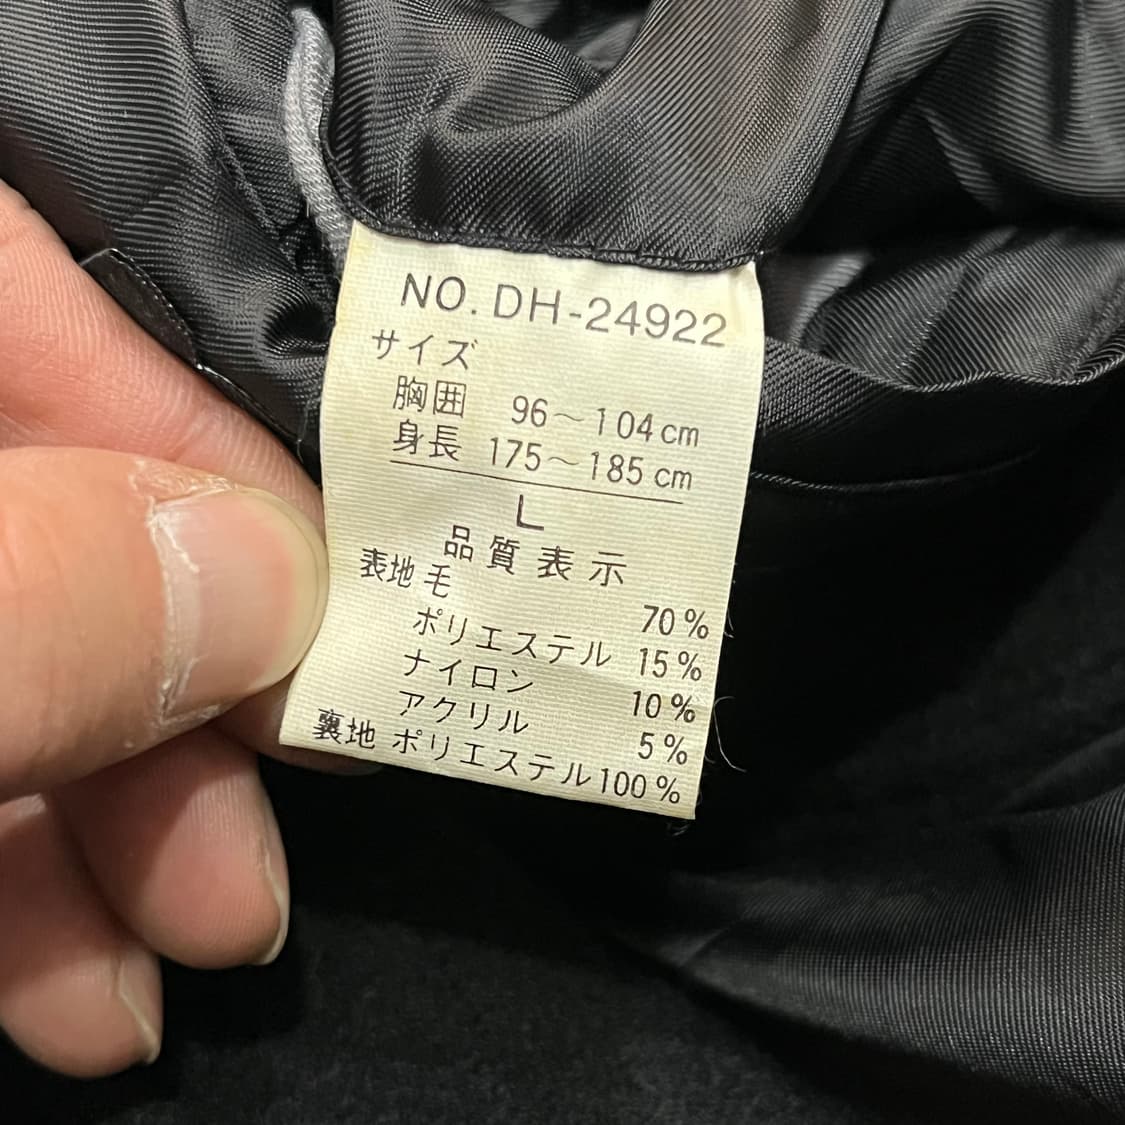 NO. DH-24922
サイズ
胸囲 96～104cm
身長 175～185cm
L
品質表示
表地 毛 70%
ポリエステル 15%
ナイロン 10%
アクリル 5%
裏地 ポリエステル 100%